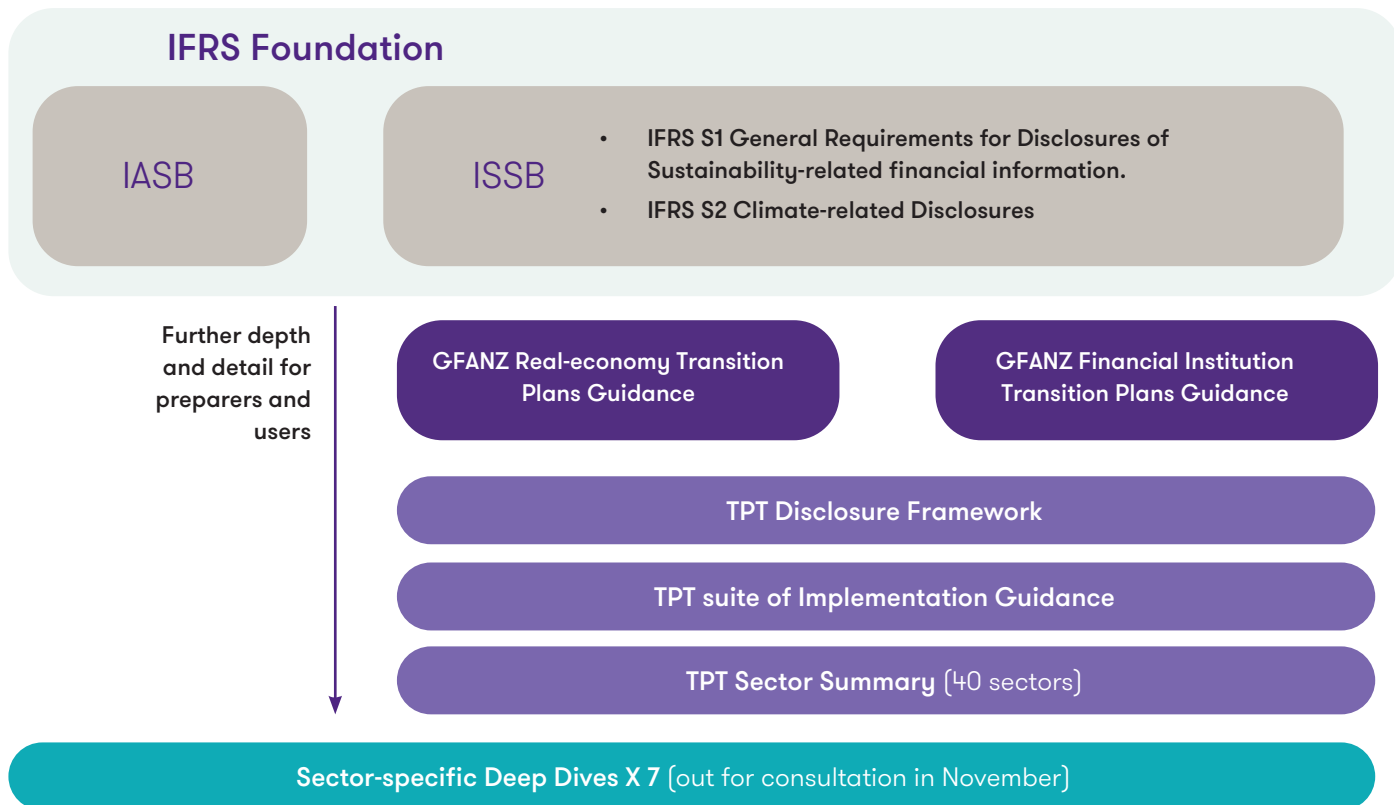 IFRS Foundation
IASB
ISSB
• IFRS S1 General Requirements for Disclosures of
Sustainability-related financial information.
• IFRS S2 Climate-related Disclosures
Further depth
and detail for
preparers and
users
GFANZ Real-economy Transition
Plans Guidance
GFANZ Financial Institution
Transition Plans Guidance
TPT Disclosure Framework
TPT suite of Implementation Guidance
TPT Sector Summary (40 sectors)
Sector-specific Deep Dives X 7 (out for consultation in November)